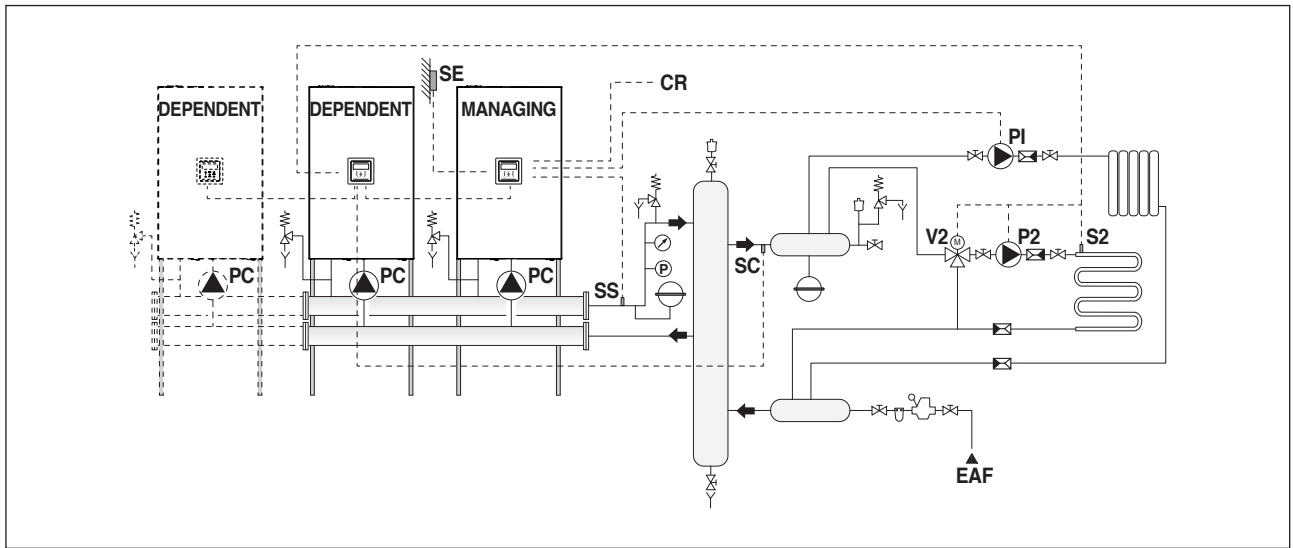 DEPENDENT
DEPENDENT
MANAGING
SE
CR
PI
V2
M
P2
S2
SC
PC
PC
PC
SS
P
EAF